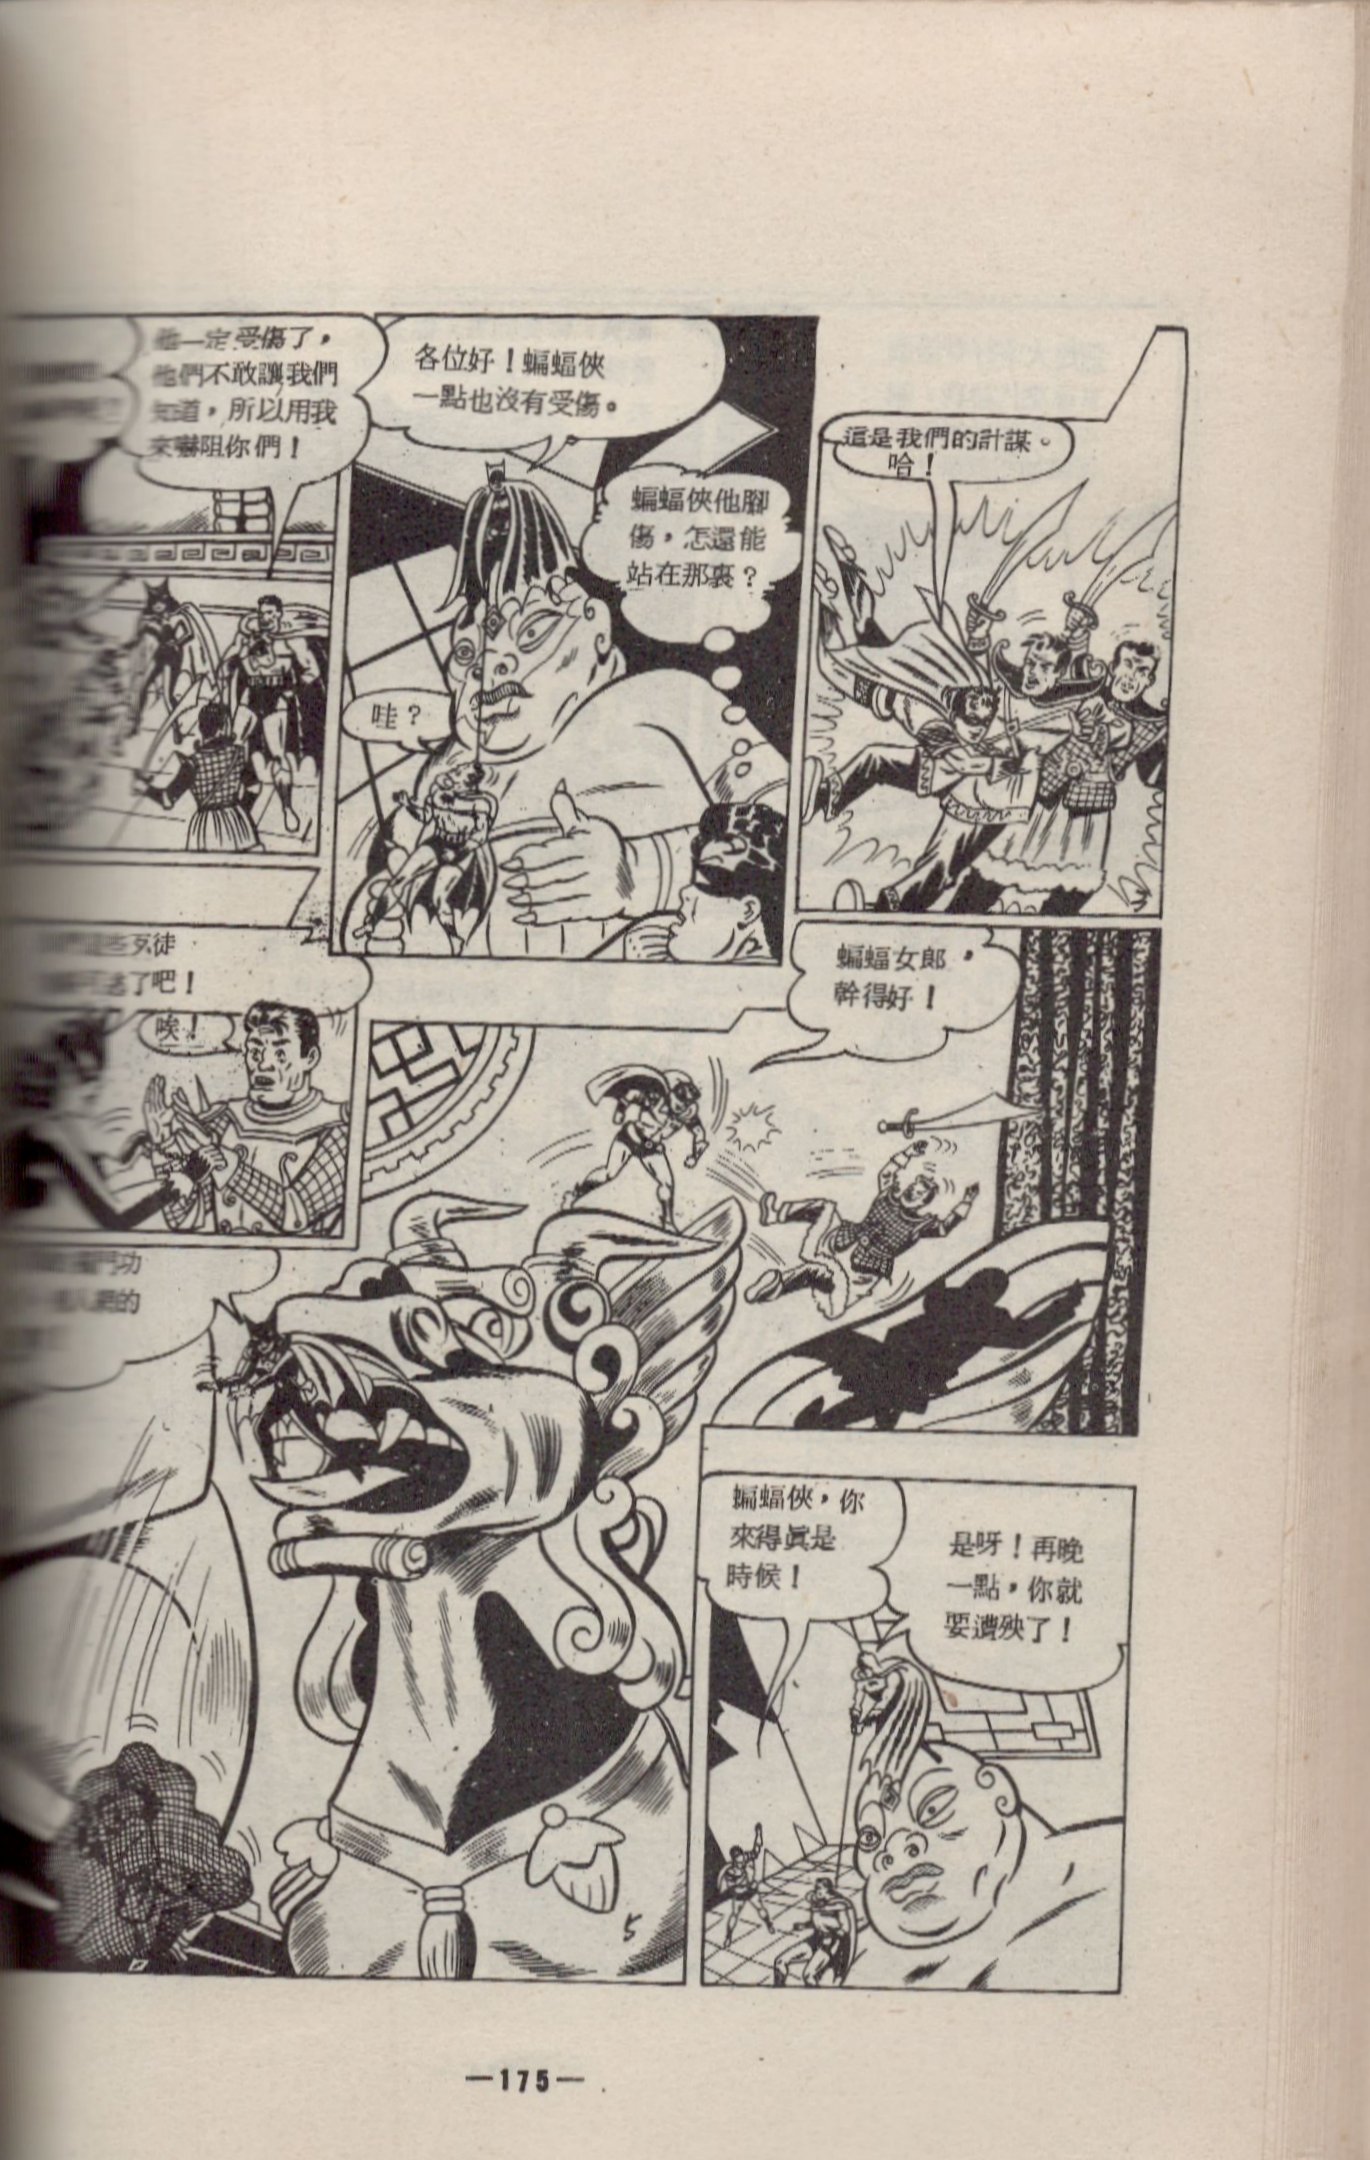 這是我們的計謀。
哈！
各位好！蝙蝠俠
一點也沒有受傷。
蝙蝠俠他腳
傷，怎還能
站在那裏？
哇？
他一定受傷了，
他們不敢讓我們
知道，所以用我
來嚇阻你們！
蝙蝠女郎，
幹得好！
些歹徒
了吧！
唉！
蝙蝠俠，你
來得眞是
時候！
是呀！再晚
一點，你就
要遭殃了！
門功
的
5
—175—